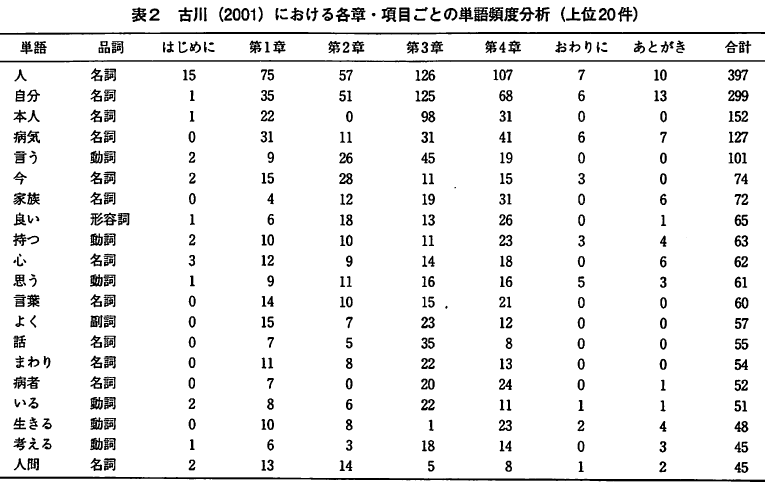 表2 古川（2001）における各章・項目ごとの単語頻度分析（上位20件）
単語 品詞 はじめに 第1章 第2章 第3章 第4章 おわりに あとがき 合計
人 名詞 15 75 57 126 107 7 10 397
自分 名詞 1 35 51 125 68 6 13 299
本人 名詞 1 22 0 98 31 0 0 152
病気 名詞 0 31 11 31 41 6 7 127
言う 動詞 2 9 26 45 19 0 0 101
今 名詞 2 15 28 11 15 3 0 74
家族 名詞 0 4 12 19 31 0 6 72
良い 形容詞 1 6 18 13 26 0 1 65
持つ 動詞 2 10 10 11 23 3 4 63
心 名詞 3 12 9 14 18 0 6 62
思う 動詞 1 9 11 16 16 5 3 61
言葉 名詞 0 14 10 15 21 0 0 60
よく 副詞 0 15 7 23 12 0 0 57
話 名詞 0 7 5 35 8 0 0 55
まわり 名詞 0 11 8 22 13 0 0 54
病者 名詞 0 7 0 20 24 0 1 52
いる 動詞 2 8 6 22 11 1 1 51
生きる 動詞 0 10 8 1 23 2 4 48
考える 動詞 1 6 3 18 14 0 3 45
人間 名詞 2 13 14 5 8 1 2 45